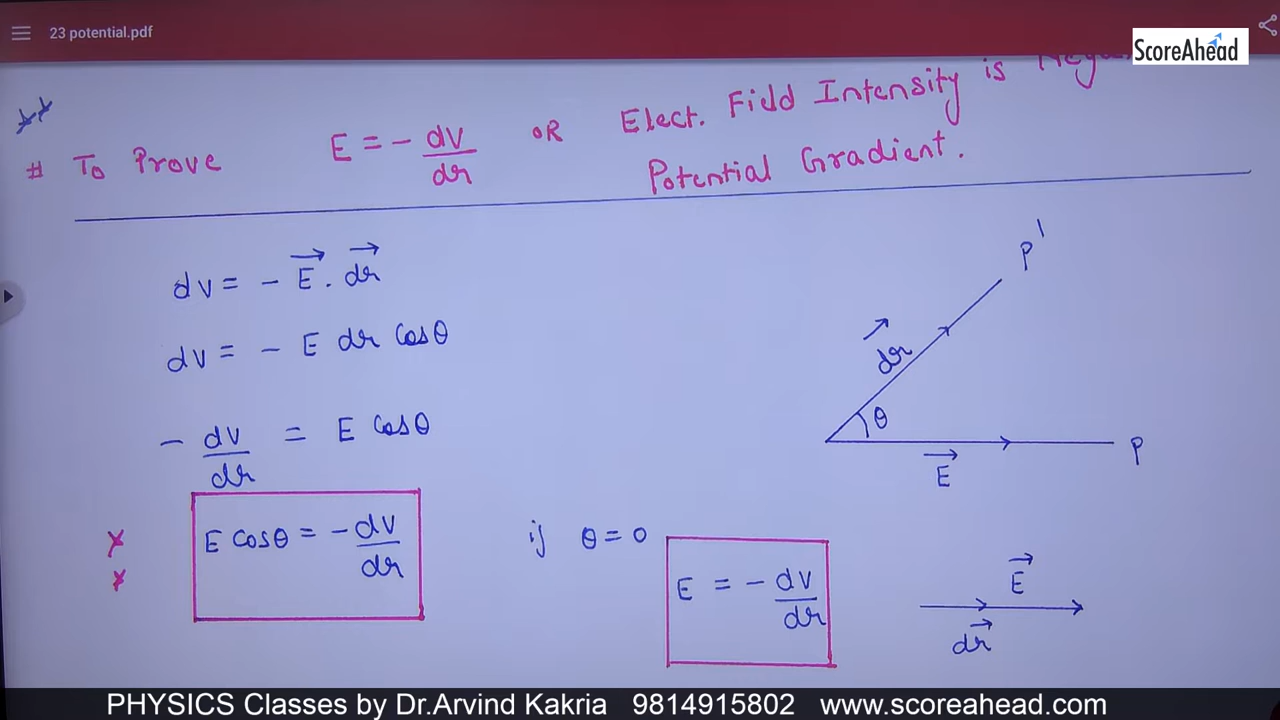 23 potential.pdf
ScoreAhead
# To Prove E = - dv/dr OR Elect. Field Intensity is
Potential Gradient.
dv = - E⃗ . dr⃗
dv = - E dr Cosθ
- dv/dr = E Cosθ
E Cosθ = - dv/dr
if θ = 0
E = - dv/dr
P'
dr⃗
θ
E⃗
P
E⃗
dr⃗
PHYSICS Classes by Dr.Arvind Kakria 9814915802 www.scoreahead.com